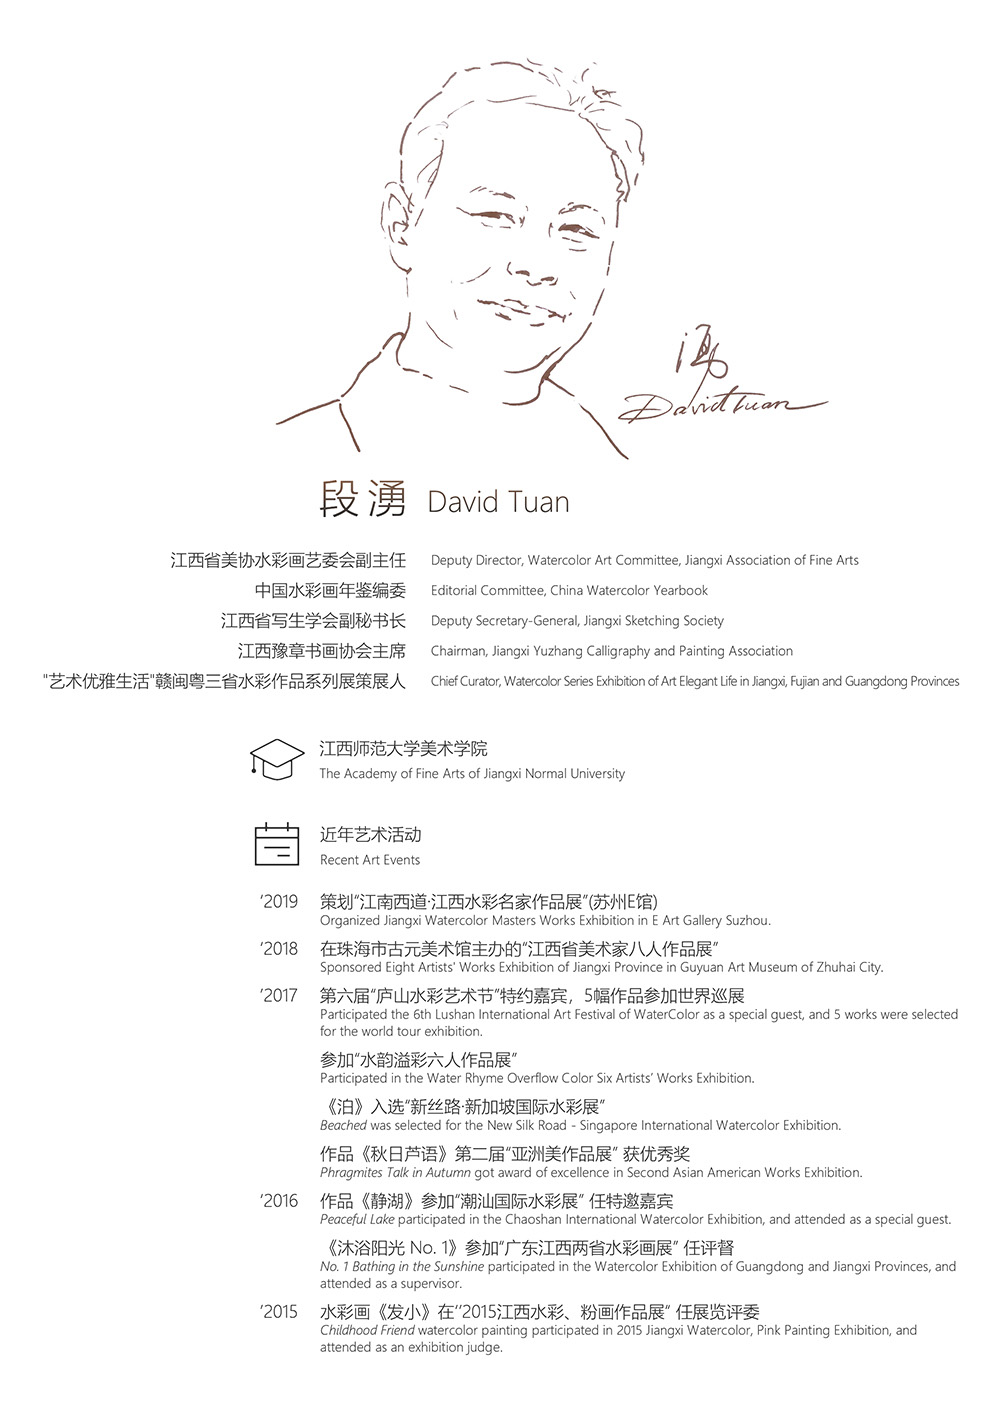 湧
David Tuan
段湧 David Tuan
江西省美协水彩画艺委会副主任 Deputy Director, Watercolor Art Committee, Jiangxi Association of Fine Arts
中国水彩画年鉴编委 Editorial Committee, China Watercolor Yearbook
江西省写生学会副秘书长 Deputy Secretary-General, Jiangxi Sketching Society
江西豫章书画协会主席 Chairman, Jiangxi Yuzhang Calligraphy and Painting Association
"艺术优雅生活"赣闽粤三省水彩作品系列展策展人 Chief Curator, Watercolor Series Exhibition of Art Elegant Life in Jiangxi, Fujian and Guangdong Provinces
江西师范大学美术学院
The Academy of Fine Arts of Jiangxi Normal University
近年艺术活动
Recent Art Events
‘2019 策划“江南西道·江西水彩名家作品展”(苏州E馆)
Organized Jiangxi Watercolor Masters Works Exhibition in E Art Gallery Suzhou.
‘2018 在珠海市古元美术馆主办的“江西省美术家八人作品展”
Sponsored Eight Artists' Works Exhibition of Jiangxi Province in Guyuan Art Museum of Zhuhai City.
‘2017 第六届“庐山水彩艺术节”特约嘉宾，5幅作品参加世界巡展
Participated the 6th Lushan International Art Festival of WaterColor as a special guest, and 5 works were selected
for the world tour exhibition.
参加“水韵溢彩六人作品展”
Participated in the Water Rhyme Overflow Color Six Artists’ Works Exhibition.
《泊》入选“新丝路·新加坡国际水彩展”
Beached was selected for the New Silk Road - Singapore International Watercolor Exhibition.
作品《秋日芦语》第二届“亚洲美作品展” 获优秀奖
Phragmites Talk in Autumn got award of excellence in Second Asian American Works Exhibition.
‘2016 作品《静湖》参加“潮汕国际水彩展” 任特邀嘉宾
Peaceful Lake participated in the Chaoshan International Watercolor Exhibition, and attended as a special guest.
《沐浴阳光 No. 1》参加“广东江西两省水彩画展” 任评督
No. 1 Bathing in the Sunshine participated in the Watercolor Exhibition of Guangdong and Jiangxi Provinces, and
attended as a supervisor.
‘2015 水彩画《发小》在‘’2015江西水彩、粉画作品展” 任展览评委
Childhood Friend watercolor painting participated in 2015 Jiangxi Watercolor, Pink Painting Exhibition, and
attended as an exhibition judge.